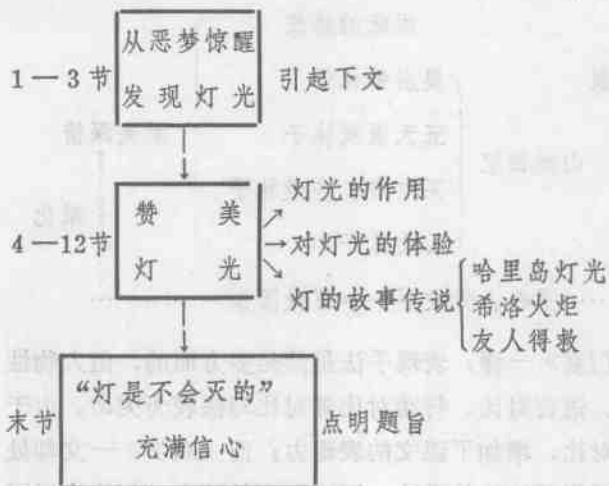 从恶梦惊醒
1—3节 发现灯光 引起下文
灯光的作用
赞美
4—12节 →对灯光的体验
灯光
灯的故事传说
哈里岛灯光
希洛火炬
友人得救
“灯是不会灭的”
末节 点明题旨
充满信心